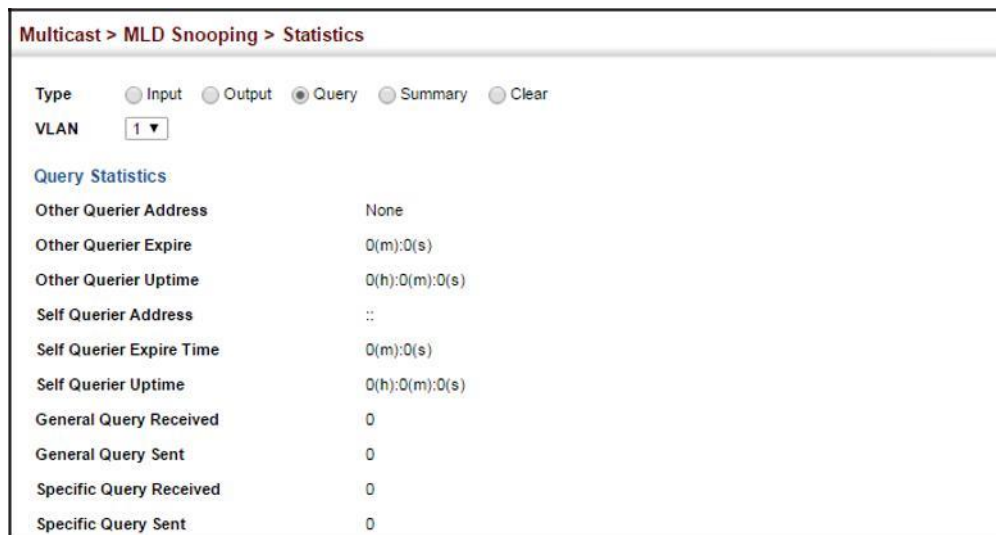 Multicast > MLD Snooping > Statistics
Type Input Output Query Summary Clear
VLAN 1 ▼
Query Statistics
Other Querier Address None
Other Querier Expire 0(m):0(s)
Other Querier Uptime 0(h):0(m):0(s)
Self Querier Address ::
Self Querier Expire Time 0(m):0(s)
Self Querier Uptime 0(h):0(m):0(s)
General Query Received 0
General Query Sent 0
Specific Query Received 0
Specific Query Sent 0